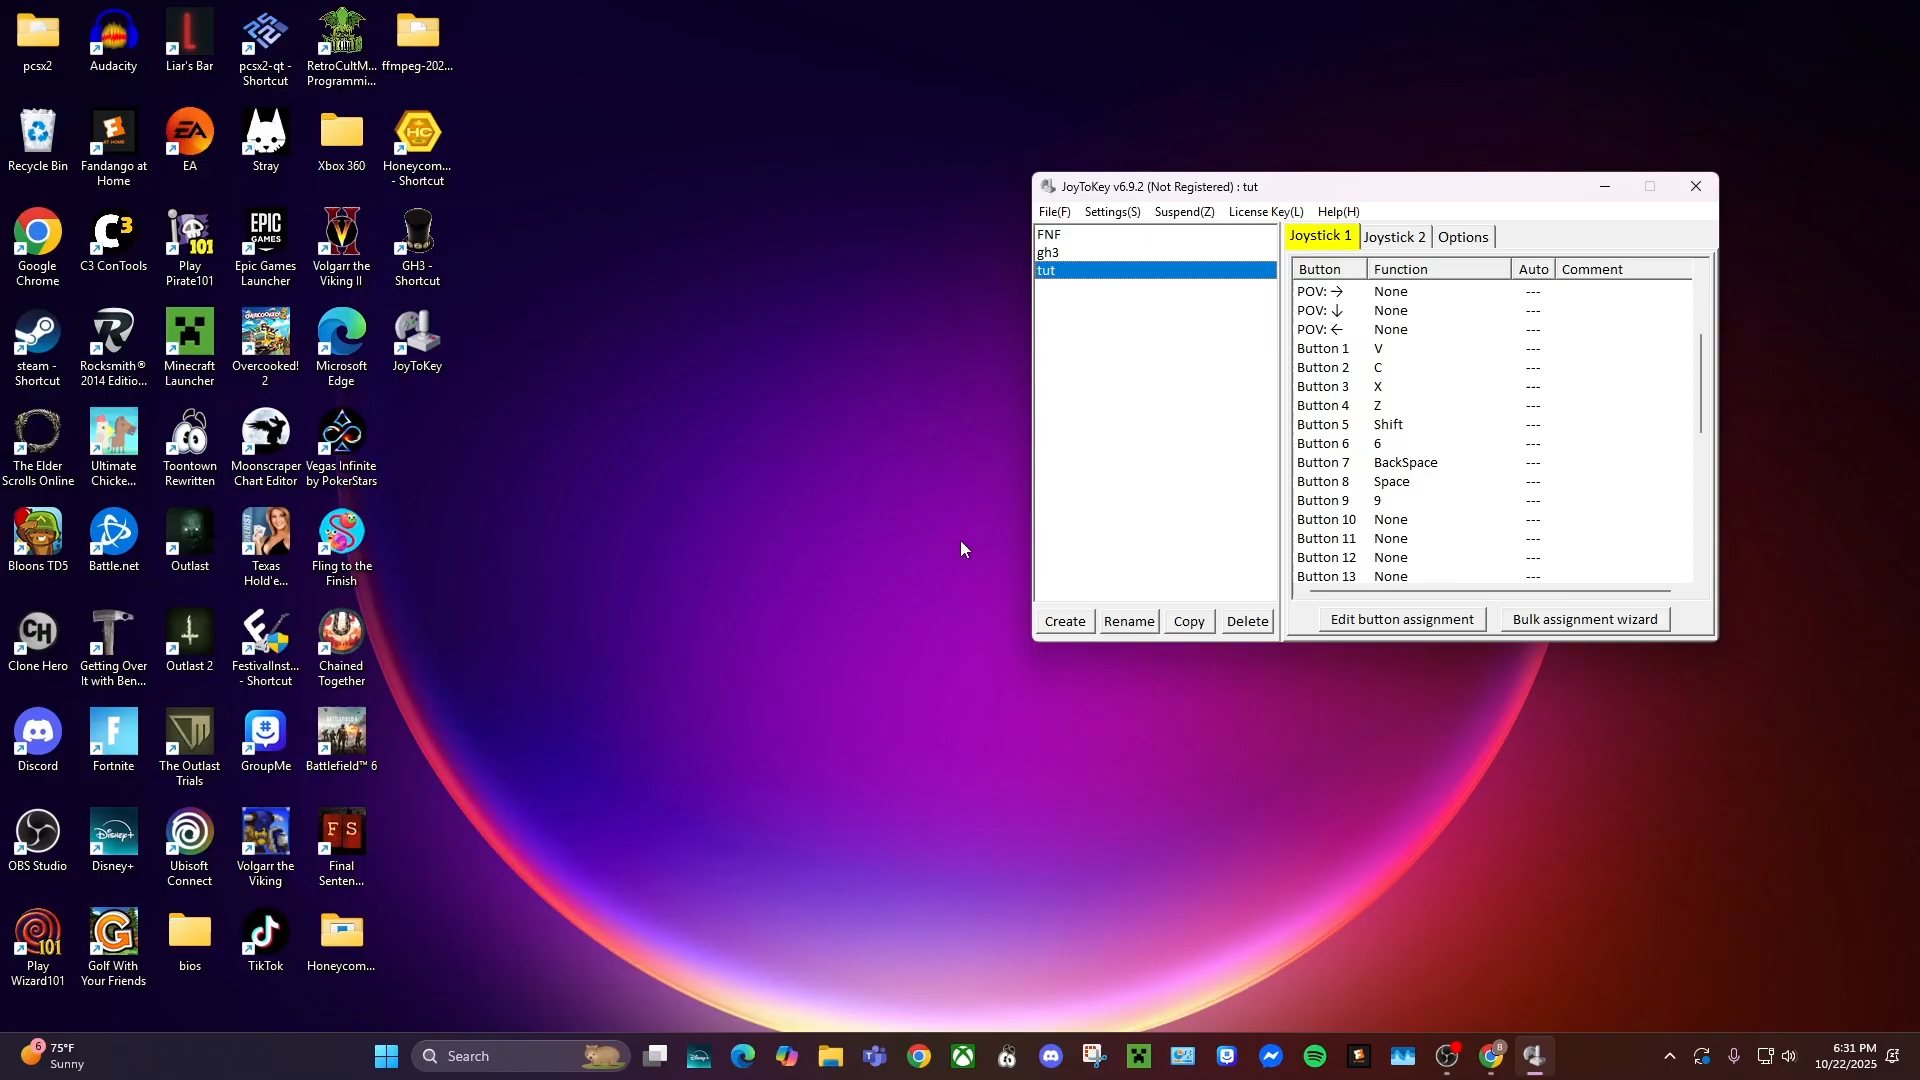 pcsx2
Audacity
Liar's Bar
pcsx2-qt -
Shortcut
RetroCultM...
Programmi...
ffmpeg-202...
Recycle Bin
Fandango at
Home
EA
Stray
Xbox 360
Honeycom...
- Shortcut
Google
Chrome
C3 ConTools
Play
Pirate101
Epic Games
Launcher
Volgarr the
Viking II
GH3 -
Shortcut
steam -
Shortcut
Rocksmith®
2014 Editio...
Minecraft
Launcher
Overcooked!
2
Microsoft
Edge
JoyToKey
The Elder
Scrolls Online
Ultimate
Chicke...
Toontown
Rewritten
Moonscraper
Chart Editor
Vegas Infinite
by PokerStars
Bloons TD5
Battle.net
Outlast
Texas
Hold'e...
Fling to the
Finish
Clone Hero
Getting Over
It with Ben...
Outlast 2
FestivalInst...
- Shortcut
Chained
Together
Discord
Fortnite
The Outlast
Trials
GroupMe
Battlefield™ 6
OBS Studio
Disney+
Ubisoft
Connect
Volgarr the
Viking
Final
Senten...
Play
Wizard101
Golf With
Your Friends
bios
TikTok
Honeycom...
JoyToKey v6.9.2 (Not Registered) : tut
File(F) Settings(S) Suspend(Z) License Key(L) Help(H)
FNF
gh3
tut
Create Rename Copy Delete
Joystick 1 Joystick 2 Options
Button Function Auto Comment
POV: → None ---
POV: ↓ None ---
POV: ← None ---
Button 1 V ---
Button 2 C ---
Button 3 X ---
Button 4 Z ---
Button 5 Shift ---
Button 6 6 ---
Button 7 BackSpace ---
Button 8 Space ---
Button 9 9 ---
Button 10 None ---
Button 11 None ---
Button 12 None ---
Button 13 None ---
Edit button assignment Bulk assignment wizard
6
75°F
Sunny
Search
6:31 PM
10/22/2025